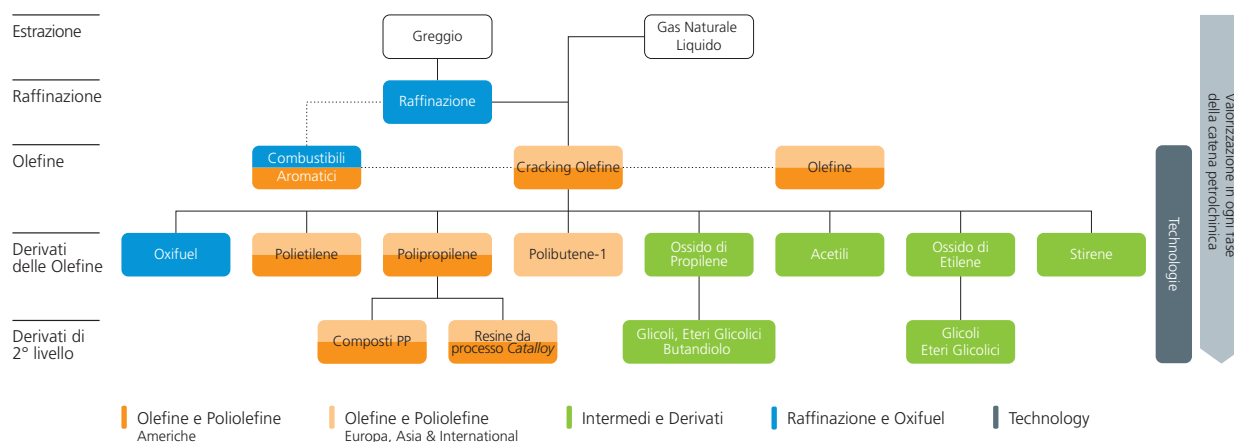 Estrazione
Greggio
Gas Naturale
Liquido
Raffinazione
Raffinazione
Olefine
Combustibili
Aromatici
Cracking Olefine
Olefine
Derivati
delle Olefine
Oxifuel
Polietilene
Polipropilene
Polibutene-1
Ossido di
Propilene
Acetili
Ossido di
Etilene
Stirene
Derivati di
2° livello
Composti PP
Resine da
processo Catalloy
Glicoli, Eteri Glicolici
Butandiolo
Glicoli
Eteri Glicolici
Technologie
Valorizzazione in ogni fase
della catena petrolchinica
Olefine e Poliolefine
Americhe
Olefine e Poliolefine
Europa, Asia & International
Intermedi e Derivati
Raffinazione e Oxifuel
Technology